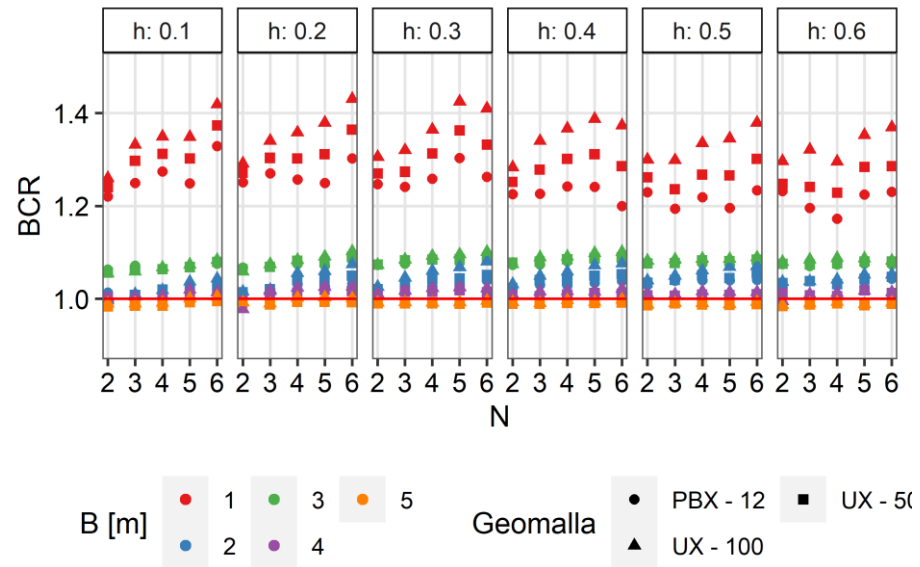 h: 0.1 h: 0.2 h: 0.3 h: 0.4 h: 0.5 h: 0.6
1.4
1.2
1.0
BCR
2 3 4 5 6 2 3 4 5 6 2 3 4 5 6 2 3 4 5 6 2 3 4 5 6 2 3 4 5 6
N
B [m] 1 3 5
2 4
Geomalla PBX - 12 UX - 50
UX - 100